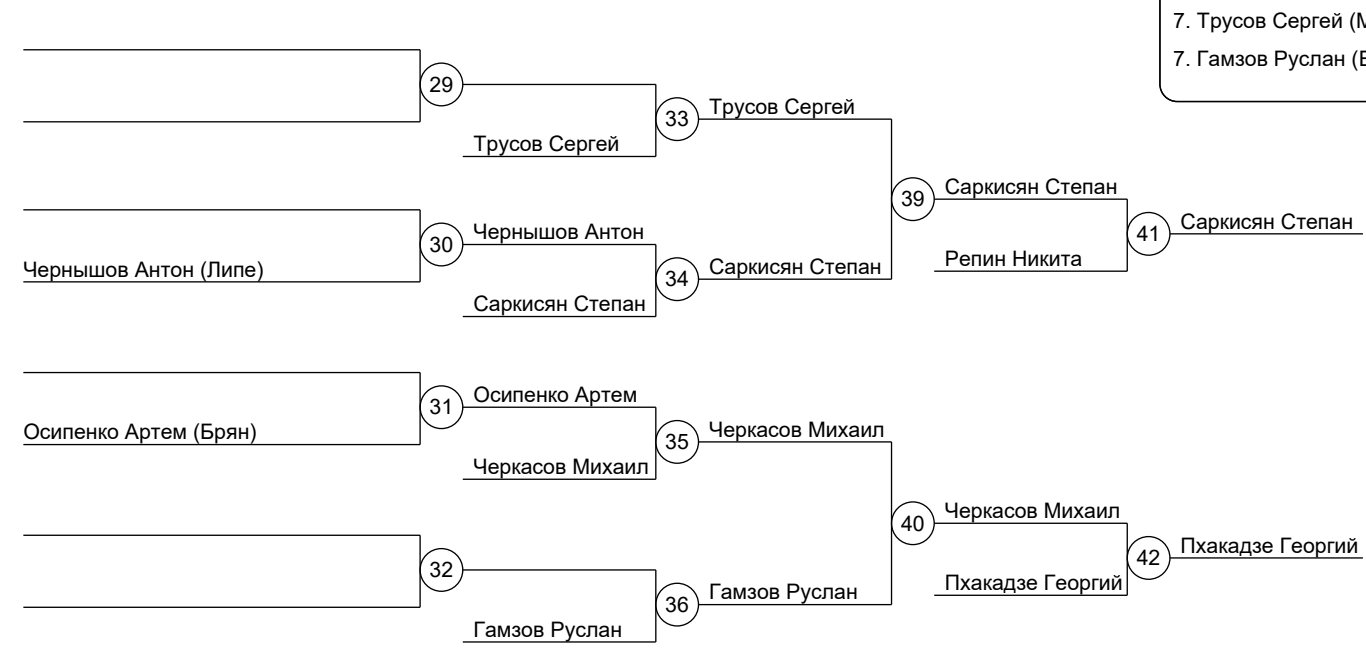 7. Трусов Сергей (М
7. Гамзов Руслан (
29
33
Трусов Сергей
Трусов Сергей
39
Саркисян Степан
41
Саркисян Степан
30
Чернышов Антон
Чернышов Антон (Липе)
34
Саркисян Степан
Репин Никита
Саркисян Степан
31
Осипенко Артем
Осипенко Артем (Брян)
35
Черкасов Михаил
Черкасов Михаил
40
Черкасов Михаил
42
Пхакадзе Георгий
32
Пхакадзе Георгий
36
Гамзов Руслан
Гамзов Руслан